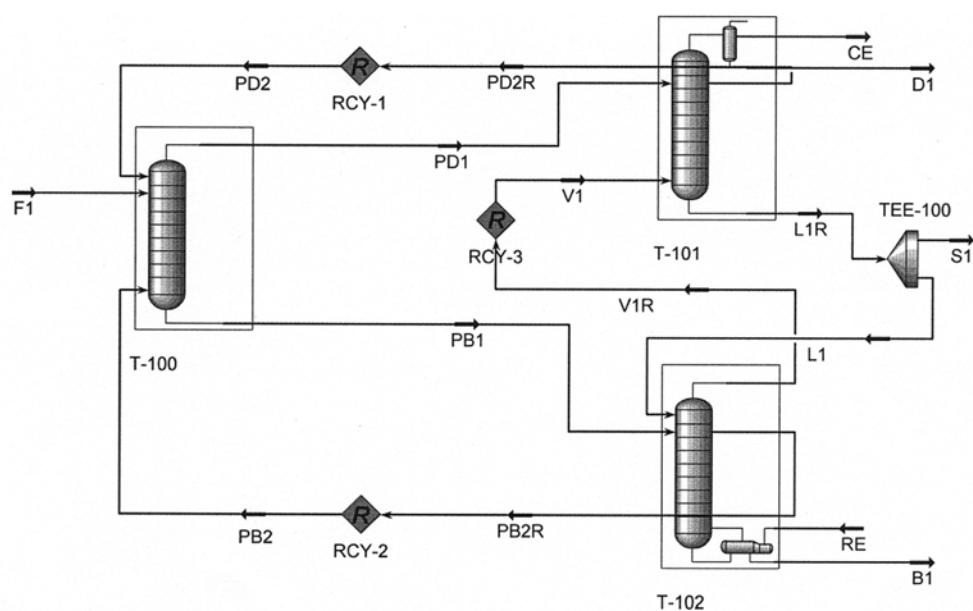 CE
PD2
R
PD2R
D1
RCY-1
PD1
F1
V1
TEE-100
R
L1R
S1
RCY-3
T-101
V1R
PB1
L1
T-100
R
PB2
PB2R
RE
RCY-2
B1
T-102